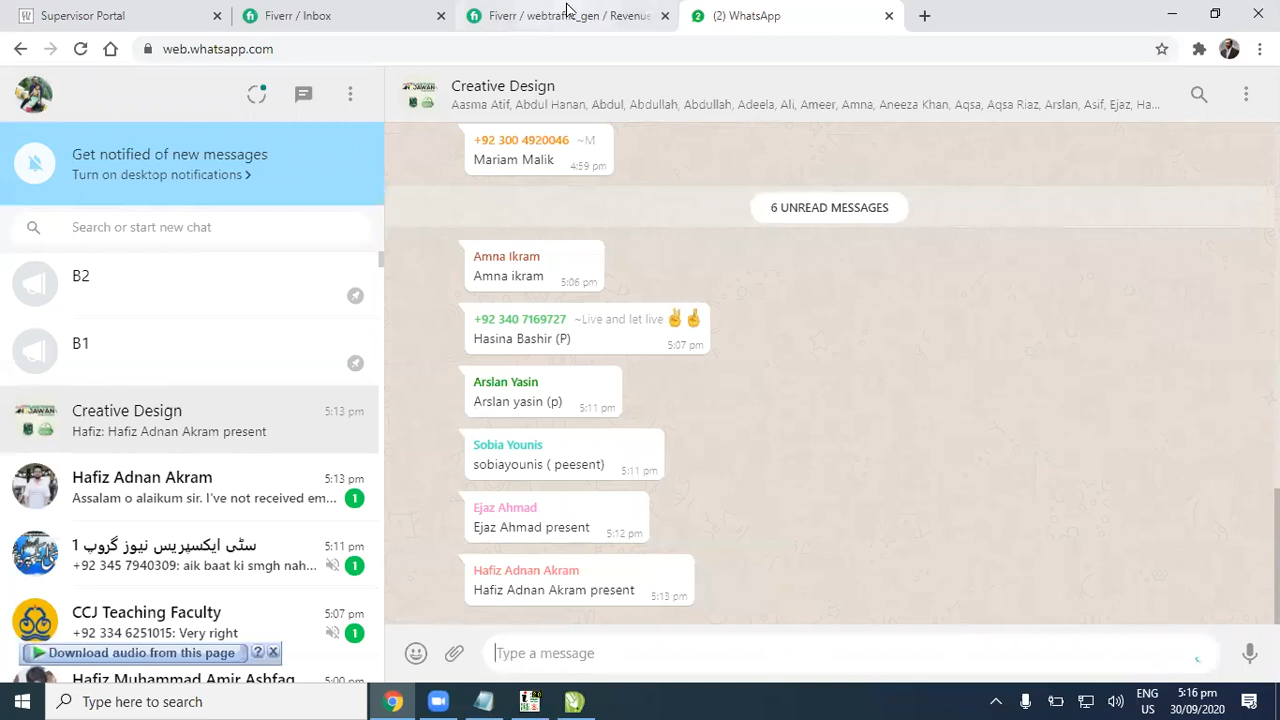 Supervisor Portal
Fiverr / Inbox
Fiverr / webtraffic_gen / Revenus
(2) WhatsApp
web.whatsapp.com
Get notified of new messages
Turn on desktop notifications >
Search or start new chat
B2
B1
Creative Design
5:13 pm
Hafiz: Hafiz Adnan Akram present
Hafiz Adnan Akram
5:13 pm
Assalam o alaikum sir. I've not received em...
1
سٹی ایکسپریس نیوز گروپ 1
5:11 pm
+92 345 7940309: aik baat ki smgh nah...
1
CCJ Teaching Faculty
5:07 pm
+92 334 6251015: Very right
1
Download audio from this page
?
Hafiz Muhammad Amir Ashfaq
5:00 pm
Creative Design
Aasma Atif, Abdul Hanan, Abdul, Abdullah, Abdullah, Adeela, Ali, Ameer, Amna, Aneeza Khan, Aqsa, Aqsa Riaz, Arslan, Asif, Ejaz, Ha...
+92 300 4920046 ~M
Mariam Malik
4:59 pm
6 UNREAD MESSAGES
Amna Ikram
Amna ikram
5:06 pm
+92 340 7169727 ~Live and let live ✌🤞
Hasina Bashir (P)
5:07 pm
Arslan Yasin
Arslan yasin (p)
5:11 pm
Sobia Younis
sobiayounis ( peesent)
5:11 pm
Ejaz Ahmad
Ejaz Ahmad present
5:12 pm
Hafiz Adnan Akram
Hafiz Adnan Akram present
5:13 pm
Type a message
Type here to search
ENG
US
5:16 pm
30/09/2020